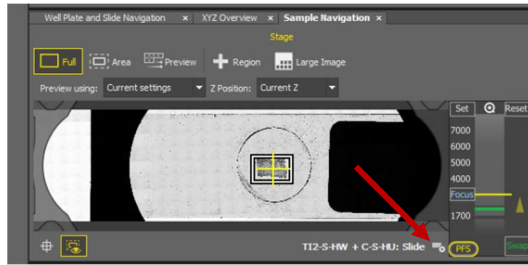 Well Plate and Slide Navigation × XYZ Overview × Sample Navigation ×
Stage
Full Area Preview Region Large Image
Preview using: Current settings Z Position: Current Z
Set Reset
7000
6000
5000
4000
Focus
1700
TI2-S-HW + C-S-HU: Slide PFS Swap